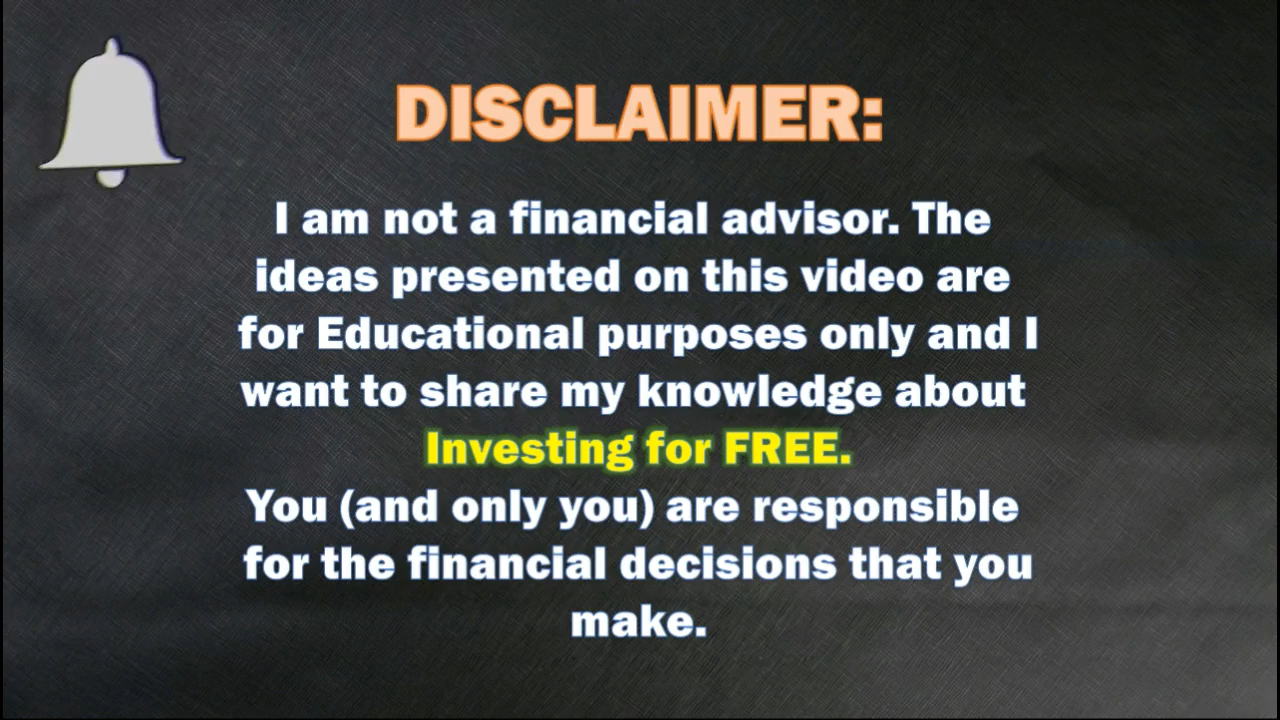 DISCLAIMER:
I am not a financial advisor. The
ideas presented on this video are
for Educational purposes only and I
want to share my knowledge about
Investing for FREE.
You (and only you) are responsible
for the financial decisions that you
make.